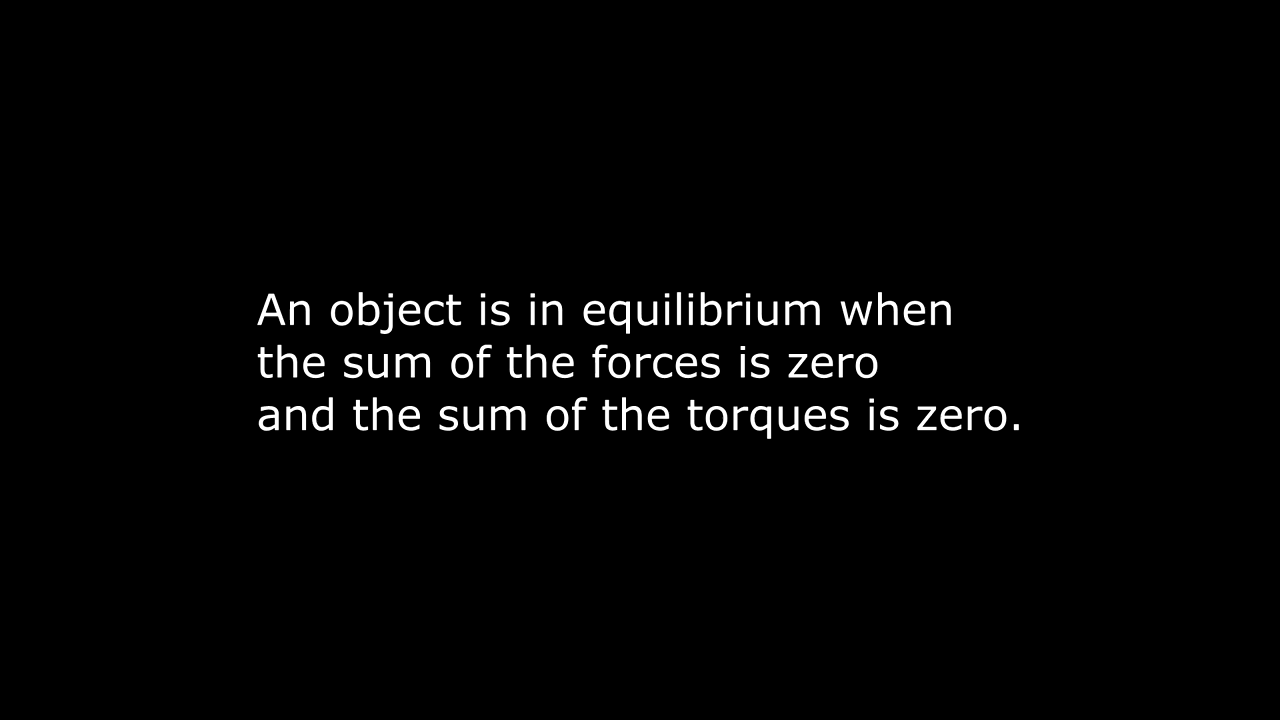 An object is in equilibrium when
the sum of the forces is zero
and the sum of the torques is zero.